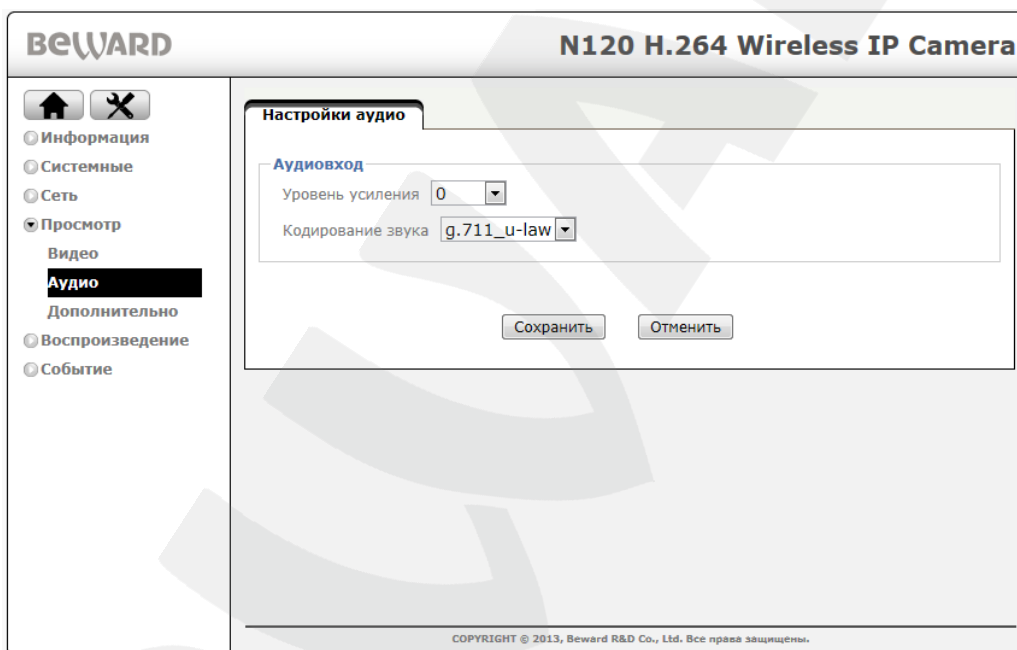 BEWARD
N120 H.264 Wireless IP Camera
Информация
Системные
Сеть
Просмотр
Видео
Аудио
Дополнительно
Воспроизведение
Событие
Настройки аудио
Аудиовход
Уровень усиления 0
Кодирование звука g.711_u-law
Сохранить Отменить
COPYRIGHT © 2013, Beward R&D Co., Ltd. Все права защищены.